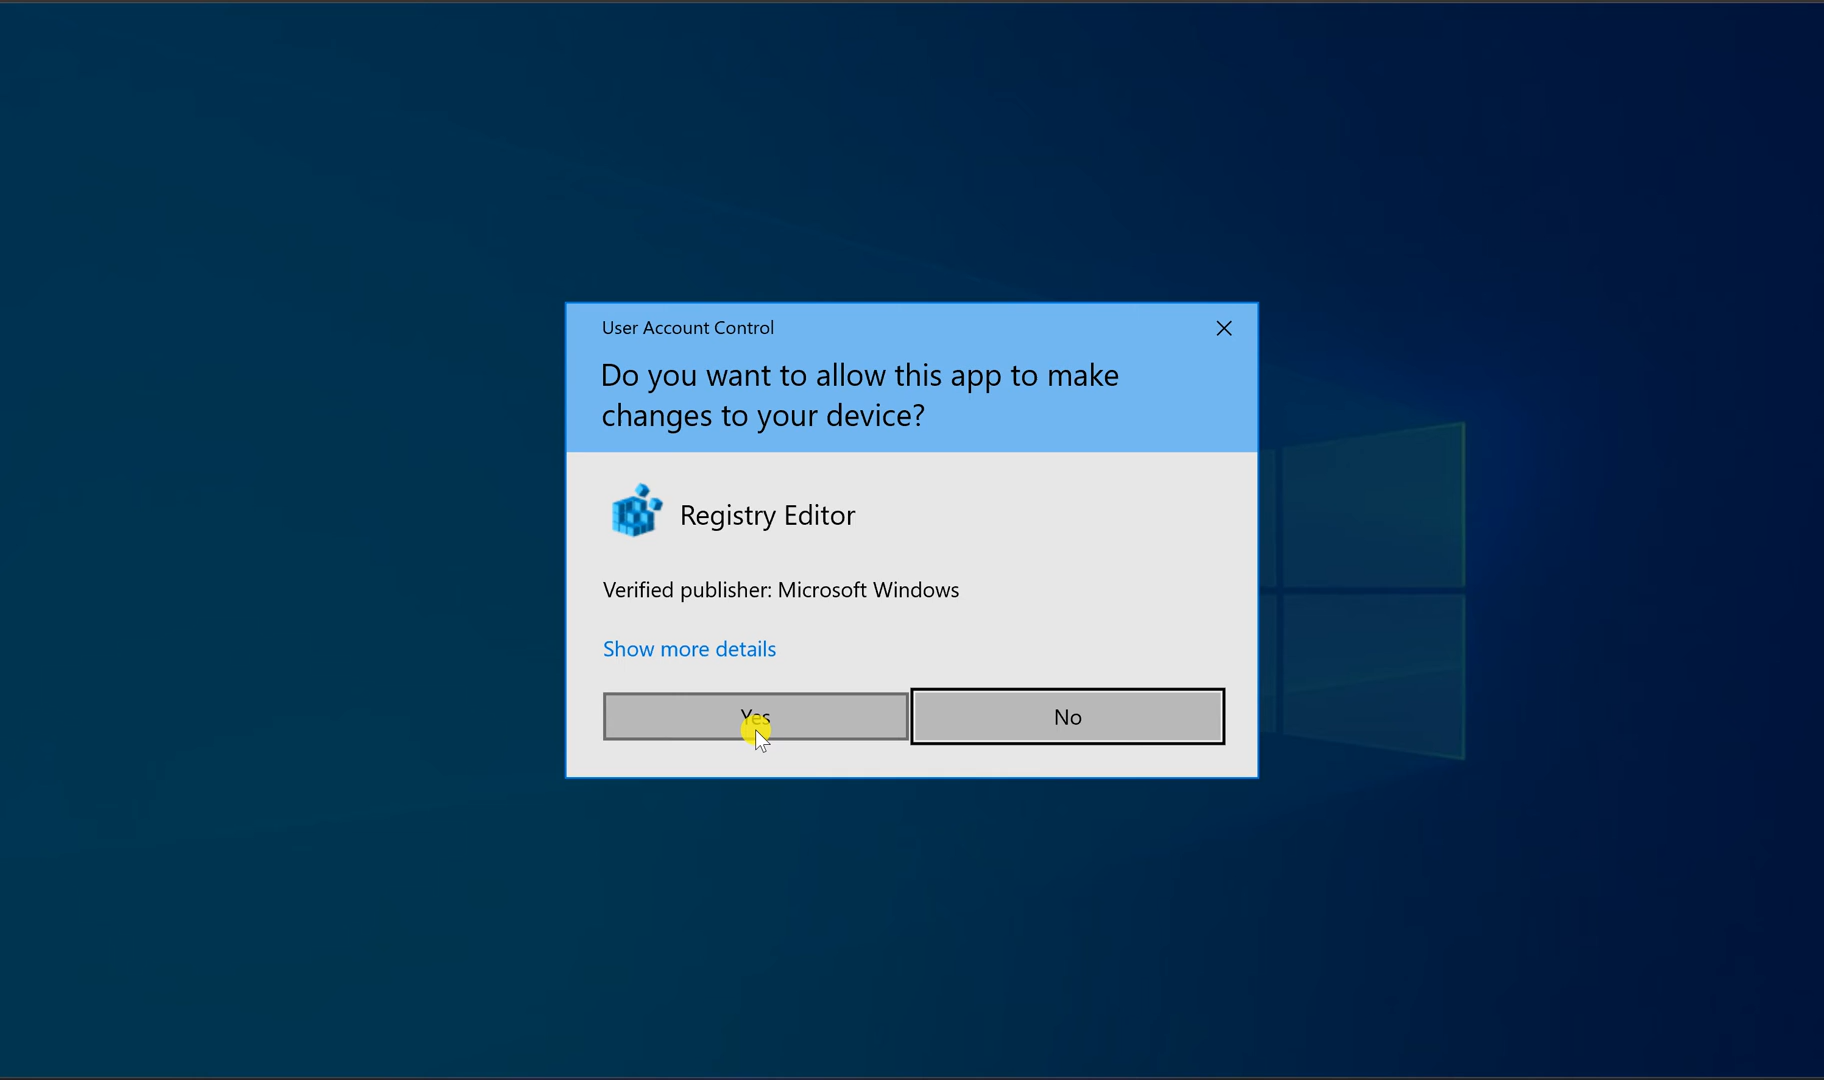 User Account Control
Do you want to allow this app to make
changes to your device?
Registry Editor
Verified publisher: Microsoft Windows
Show more details
Yes
No